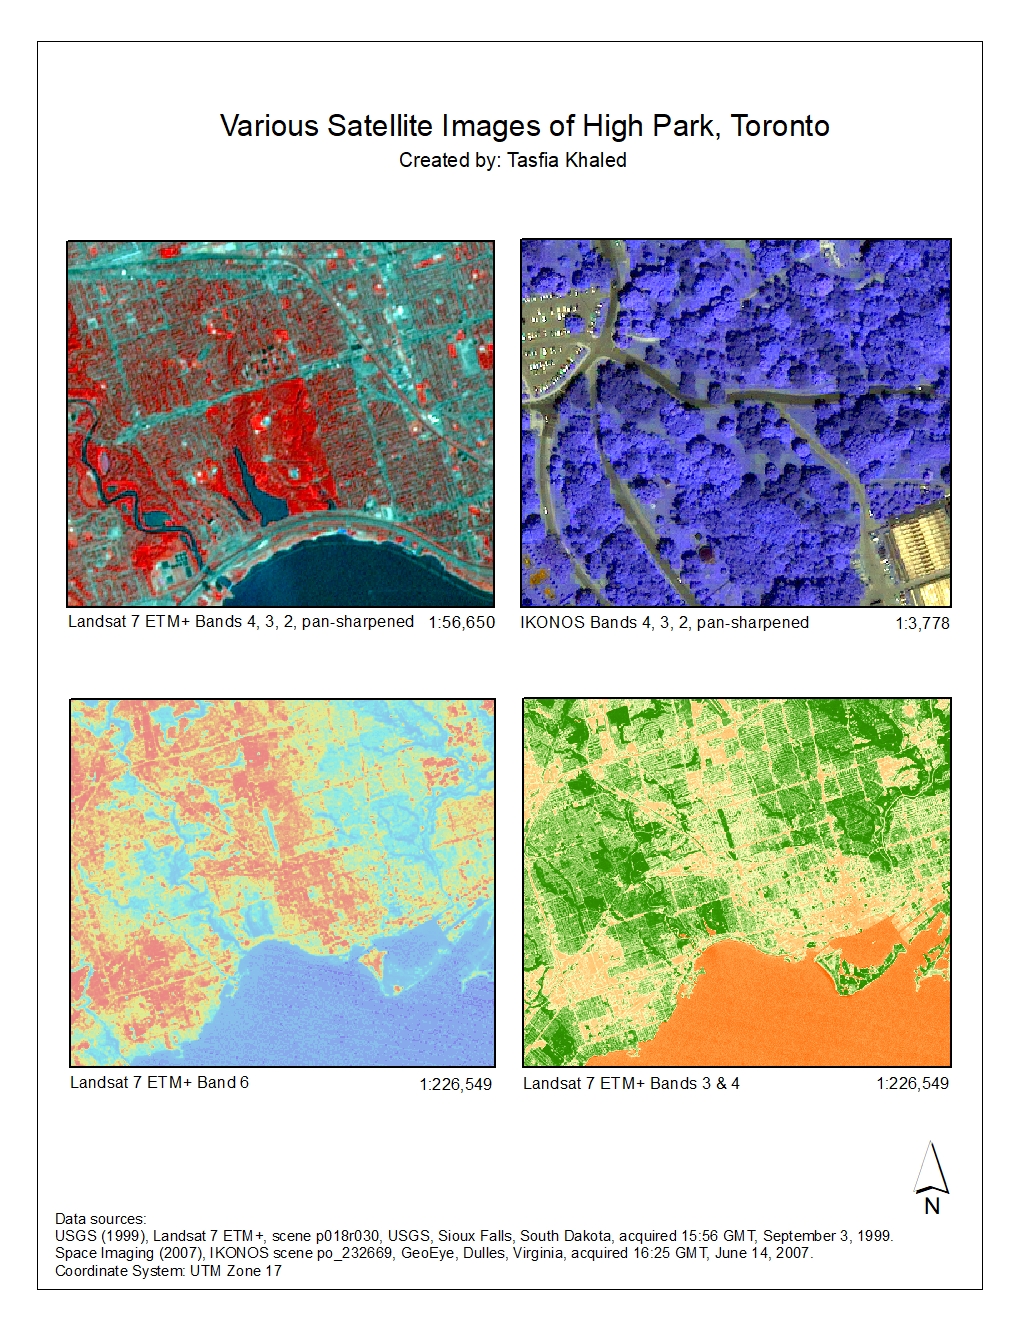 Various Satellite Images of High Park, Toronto
Created by: Tasfia Khaled
Landsat 7 ETM+ Bands 4, 3, 2, pan-sharpened 1:56,650
IKONOS Bands 4, 3, 2, pan-sharpened 1:3,778
Landsat 7 ETM+ Band 6 1:226,549
Landsat 7 ETM+ Bands 3 & 4 1:226,549
N
Data sources:
USGS (1999), Landsat 7 ETM+, scene p018r030, USGS, Sioux Falls, South Dakota, acquired 15:56 GMT, September 3, 1999.
Space Imaging (2007), IKONOS scene po_232669, GeoEye, Dulles, Virginia, acquired 16:25 GMT, June 14, 2007.
Coordinate System: UTM Zone 17